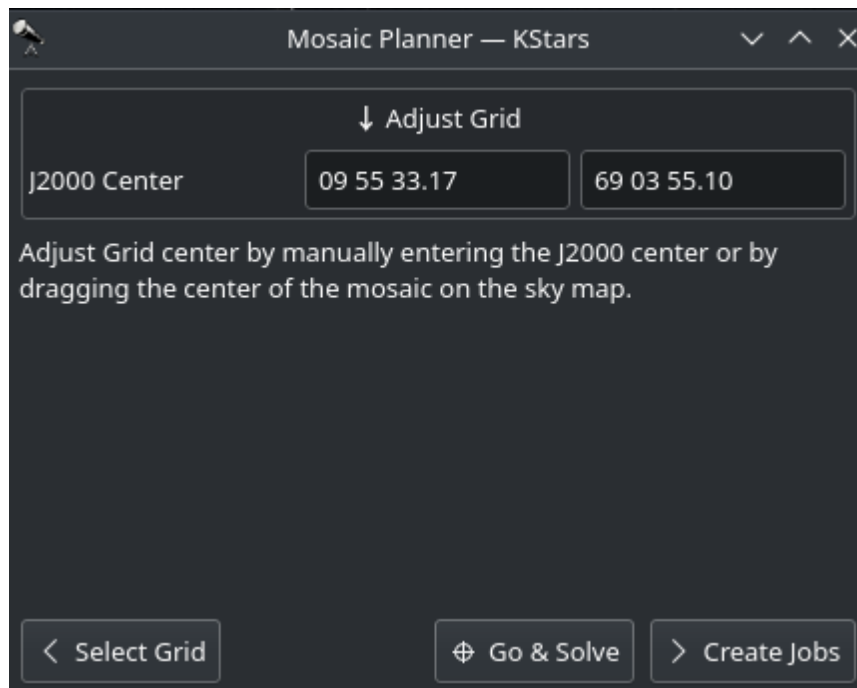 Mosaic Planner — KStars
↓ Adjust Grid
J2000 Center 09 55 33.17 69 03 55.10
Adjust Grid center by manually entering the J2000 center or by
dragging the center of the mosaic on the sky map.
Select Grid Go & Solve Create Jobs